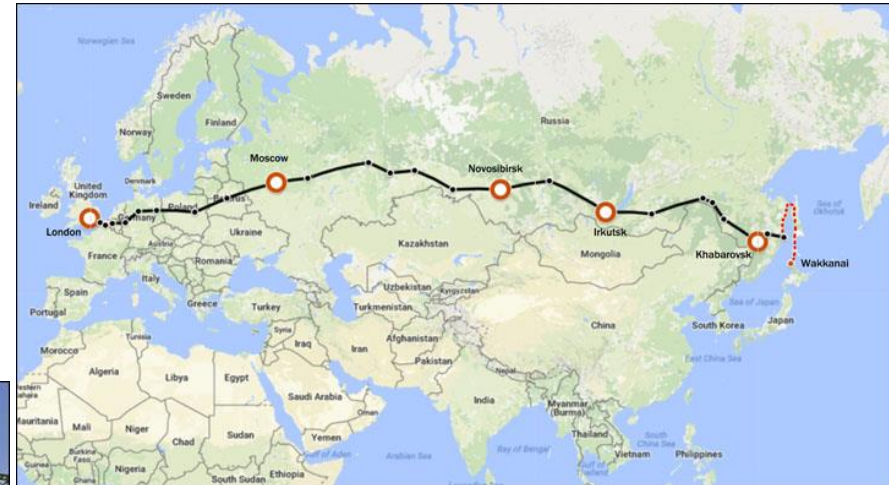 Norwegian Sea
Sweden
Finland
Norway
Russia
Moscow
Novosibirsk
Denmark
United
Kingdom
Ireland
London
Germany
Poland
Belarus
Irkutsk
Sea of
Okhotsk
Ukraine
Kazakhstan
Mongolia
Khabarovsk
Wakkanai
France
Austria
Romania
Italy
Spain
Portugal
Greece
Turkey
Uzbekistan
Kyrgyzstan
Turkmenistan
Sea of Japan
South Korea
Japan
China
Tunisia
Syria
Iraq
Iran
Afghanistan
Pakistan
Morocco
Algeria
Libya
Egypt
Nepal
East China Sea
Western
Sahara
Saudi Arabia
Oman
India
Myanmar
(Burma)
Mauritania
Mali
Niger
Chad
Sudan
Yemen
Gulf of Aden
Arabian Sea
Bay of Bengal
Thailand
South
China Sea
Philippines
Vietnam
Gulf of
Thailand
Burkina
Faso
Guinea
Ghana
Nigeria
South Sudan
Ethiopia